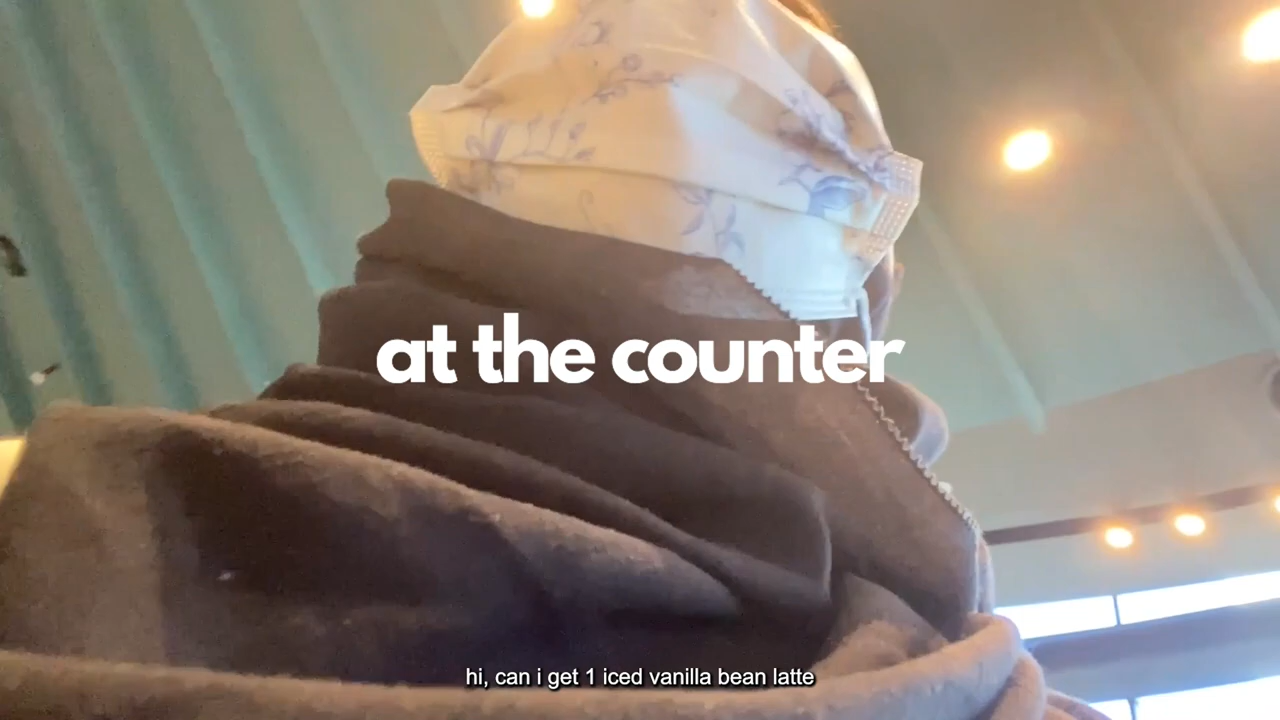 at the counter
hi, can i get 1 iced vanilla bean latte